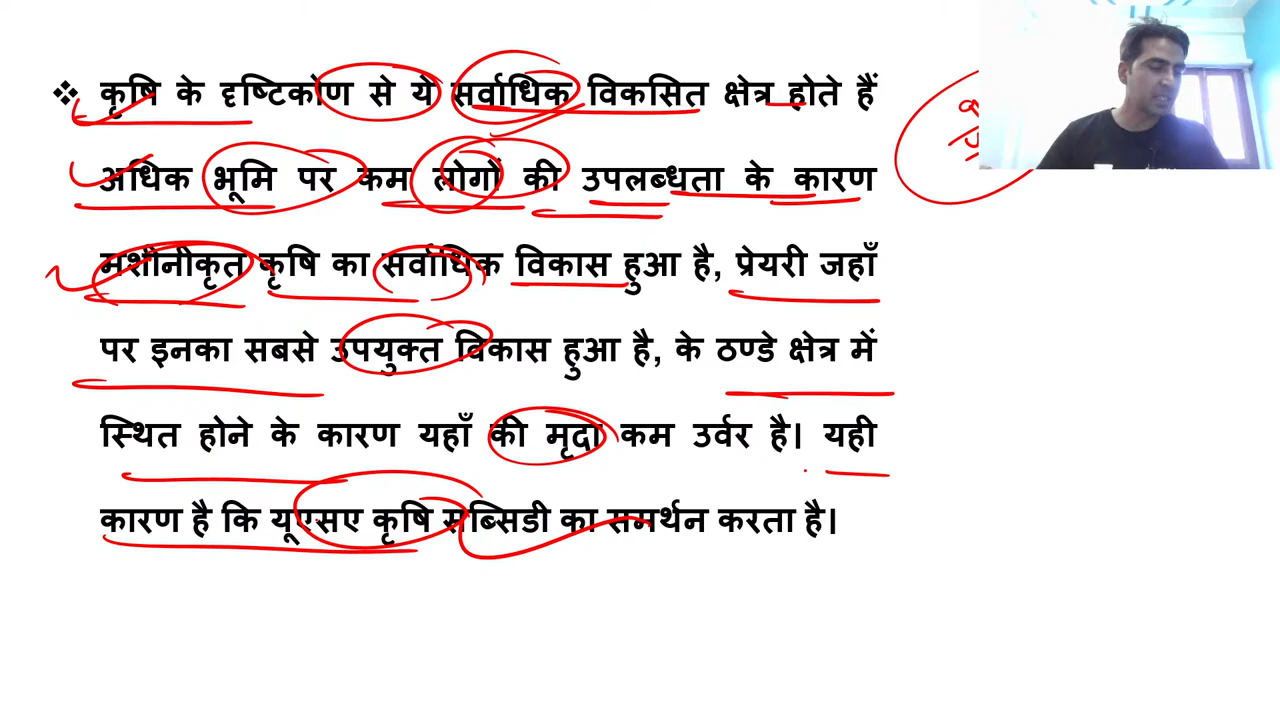 ❖ कृषि के दृष्टिकोण से ये सर्वाधिक विकसित क्षेत्र होते हैं
अधिक भूमि पर कम लोगों की उपलब्धता के कारण
मशीनीकृत कृषि का सर्वाधिक विकास हुआ है, प्रेयरी जहाँ
पर इनका सबसे उपयुक्त विकास हुआ है, के ठण्डे क्षेत्र में
स्थित होने के कारण यहाँ की मृदा कम उर्वर है। यही
कारण है कि यूएसए कृषि सब्सिडी का समर्थन करता है।